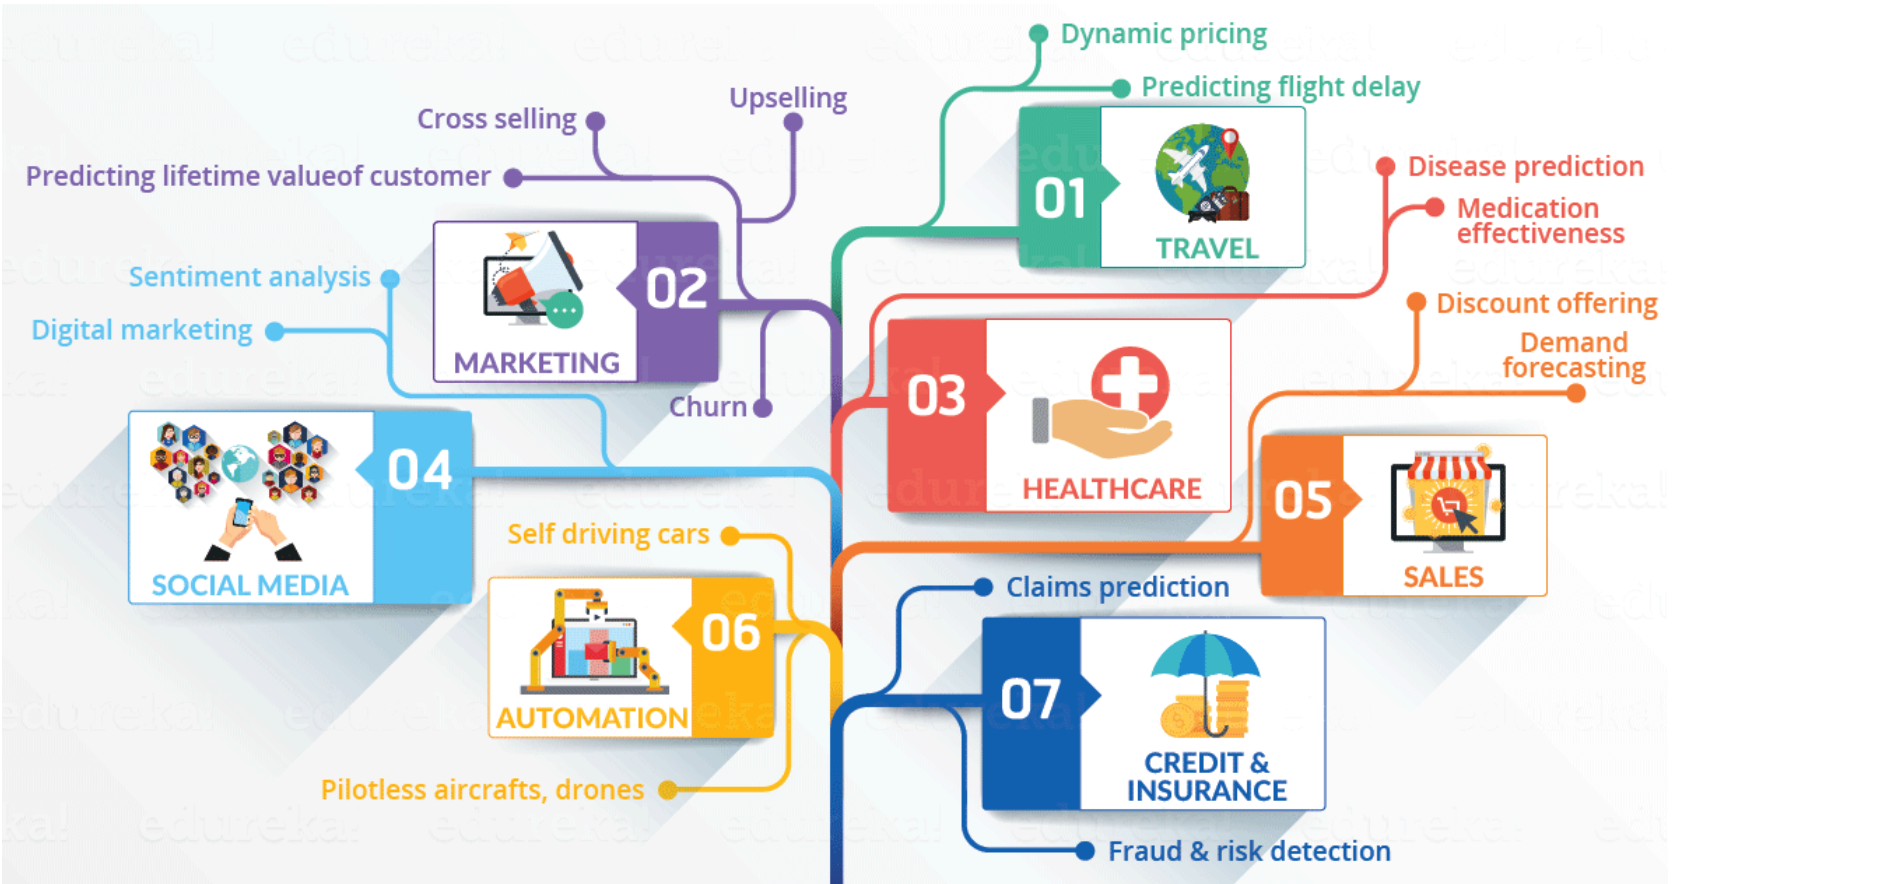 Dynamic pricing
Predicting flight delay
01
TRAVEL
Upselling
Cross selling
Predicting lifetime valueof customer
02
MARKETING
Churn
Disease prediction
Medication
effectiveness
03
HEALTHCARE
Sentiment analysis
Digital marketing
04
SOCIAL MEDIA
Discount offering
Demand
forecasting
05
SALES
Self driving cars
06
AUTOMATION
Pilotless aircrafts, drones
Claims prediction
07
CREDIT &
INSURANCE
Fraud & risk detection
edureka!